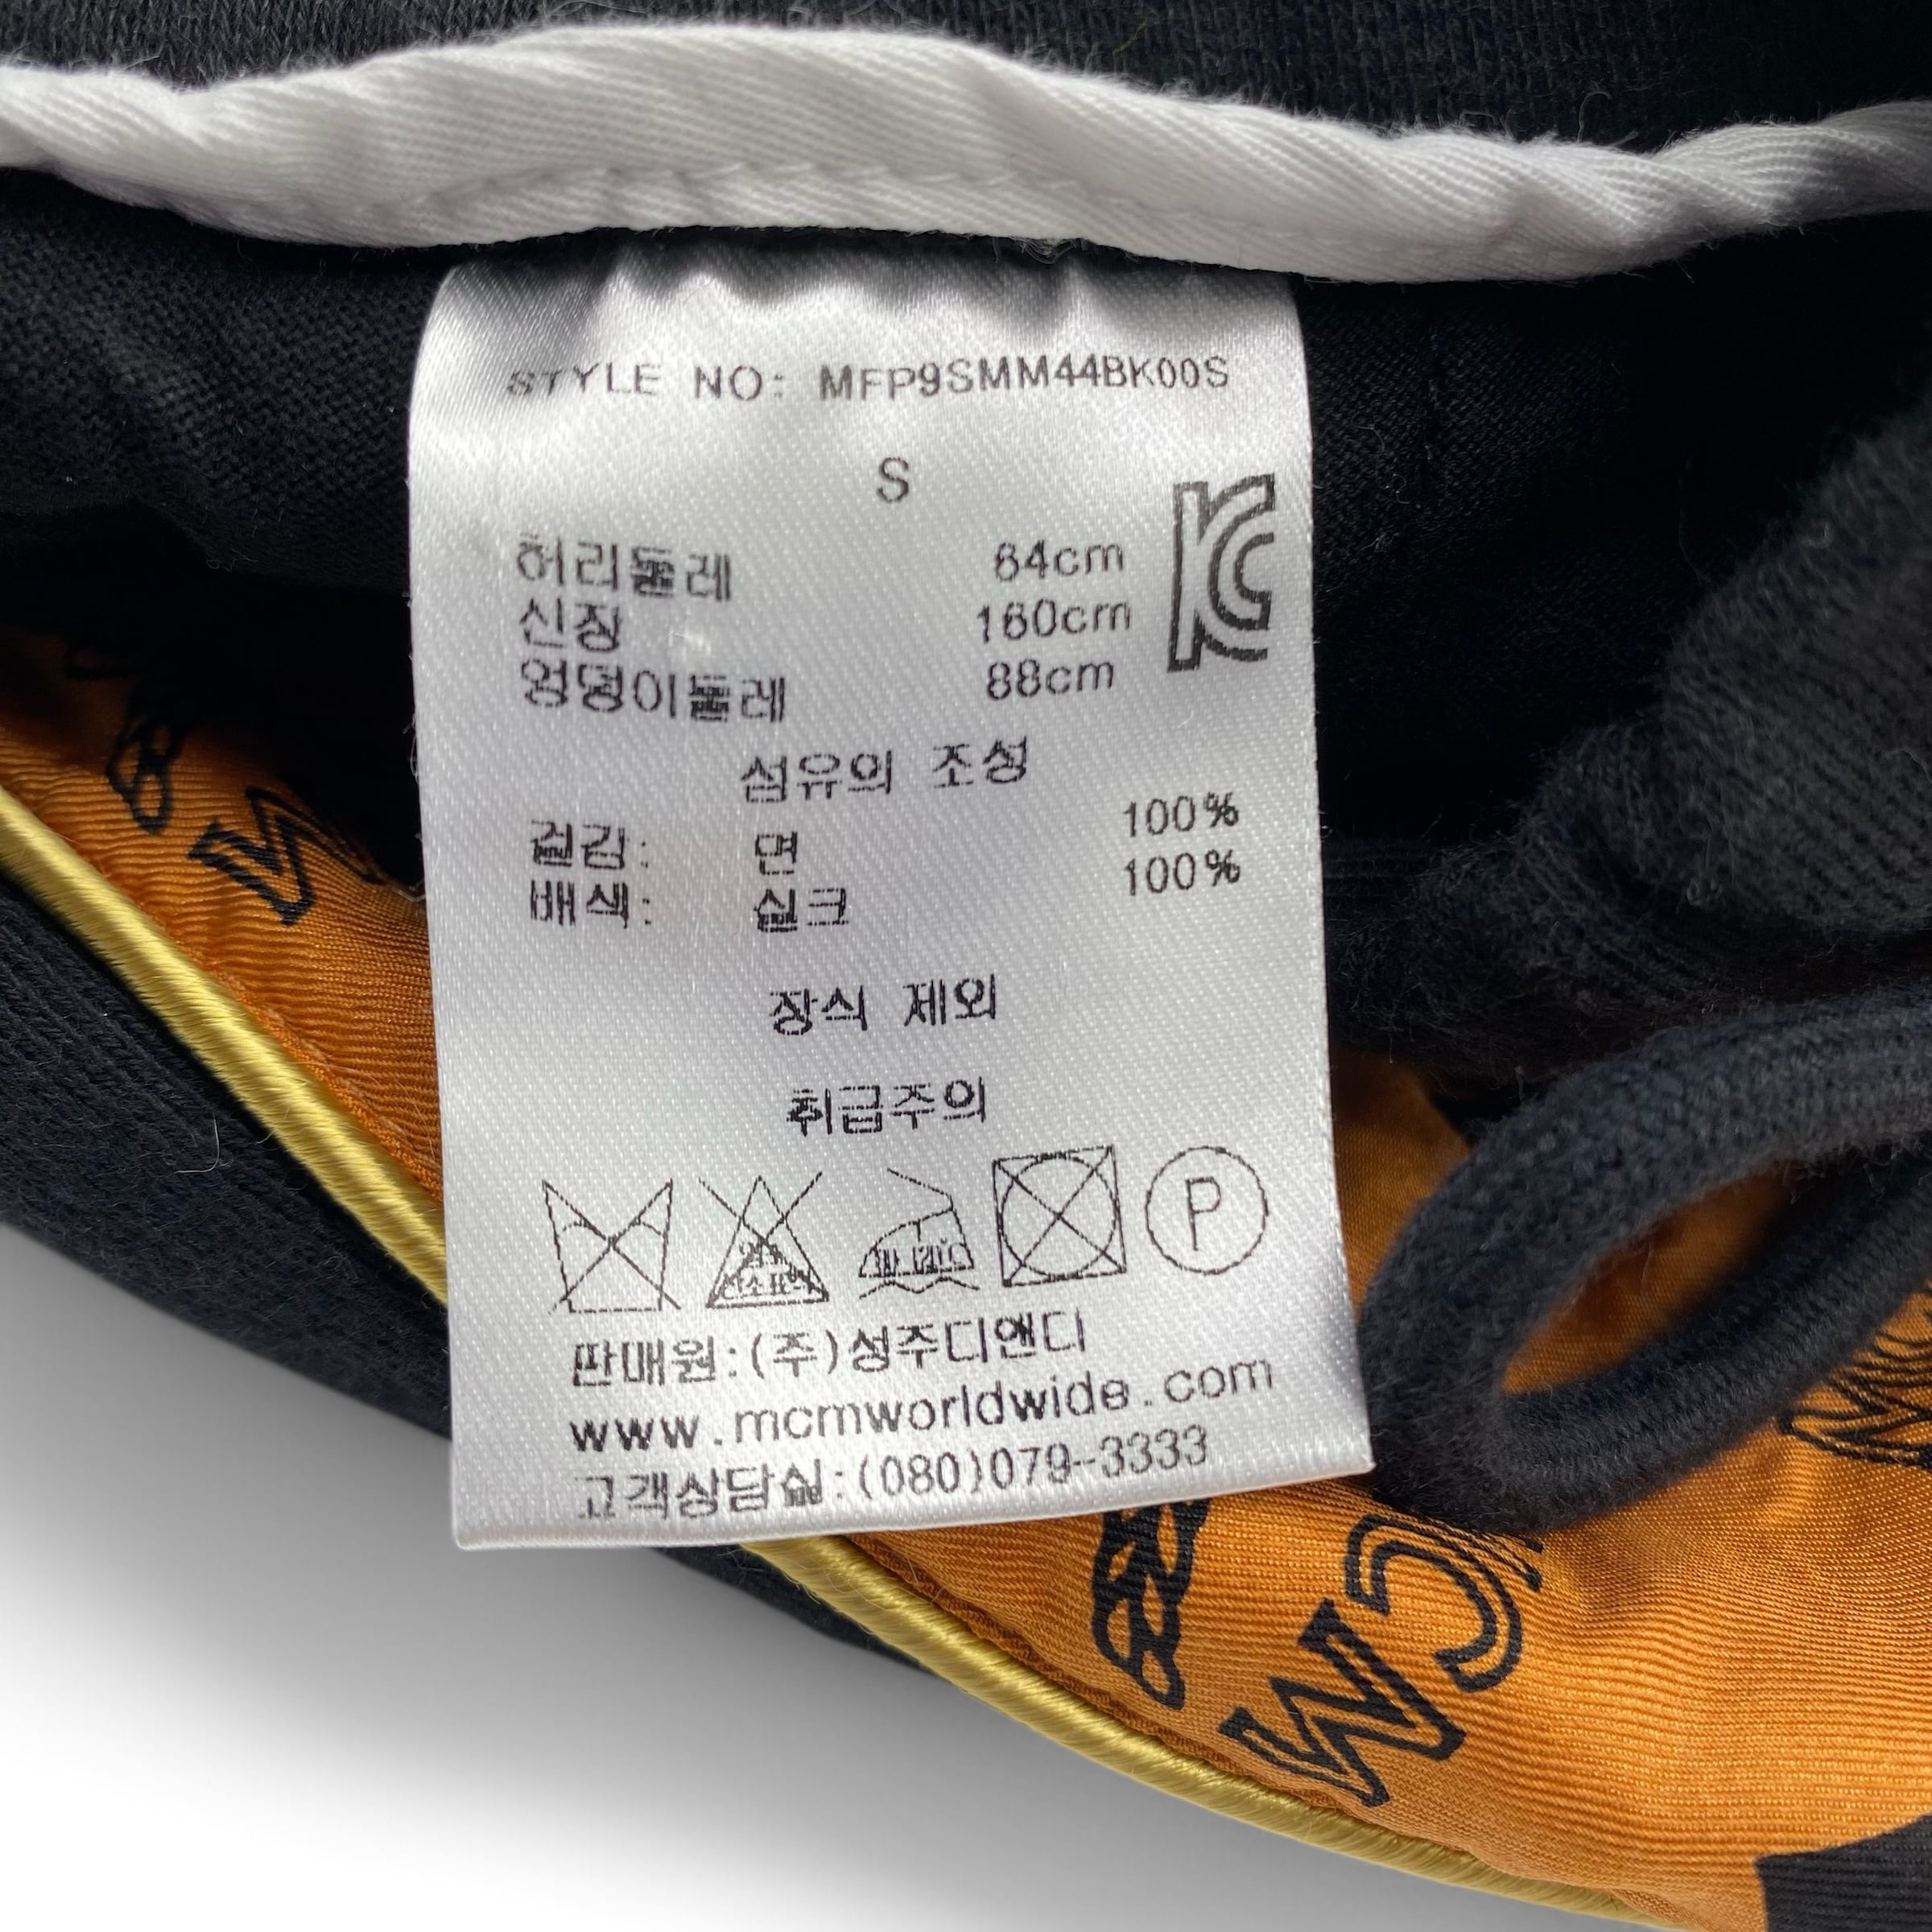 STYLE NO: MFP9SMM44BK00S
S
허리둘레 64cm
신장 160cm
엉덩이둘레 88cm
섬유의 조성
겉감: 면 100%
배색: 실크 100%
장식 제외
취급주의
P
판매원:(주)성주디앤디
www.mcmworldwide.com
고객상담실:(080)079-3333
MCM